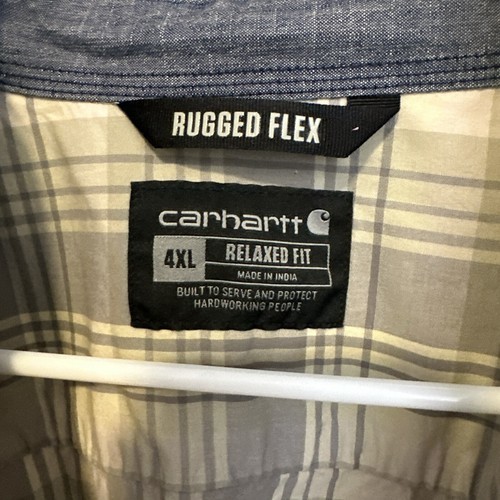 RUGGED FLEX
carhartt
4XL
RELAXED FIT
MADE IN INDIA
BUILT TO SERVE AND PROTECT
HARDWORKING PEOPLE